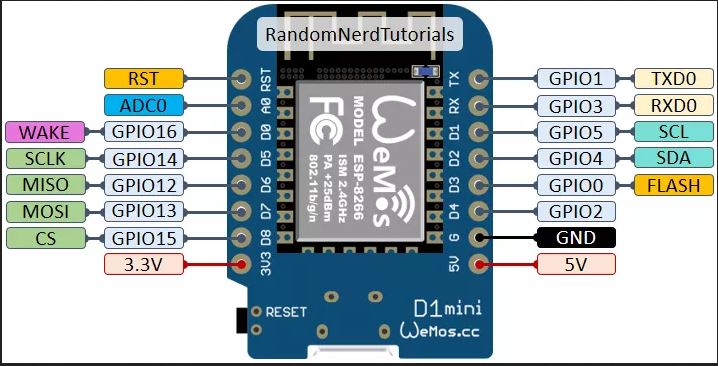 RandomNerdTutorials
RST RST TX GPIO1 TXD0
ADC0 A0 RX GPIO3 RXD0
WAKE GPIO16 D0 D1 GPIO5 SCL
SCLK GPIO14 D5 D2 GPIO4 SDA
MISO GPIO12 D6 D3 GPIO0 FLASH
MOSI GPIO13 D7 D4 GPIO2
CS GPIO15 D8 G GND
3.3V 3V3 5V 5V
WeMos
FC
MODEL ESP-8266
ISM 2.4GHz
PA +25dBm
802.11b/g/n
RESET
D1mini
WeMos.cc